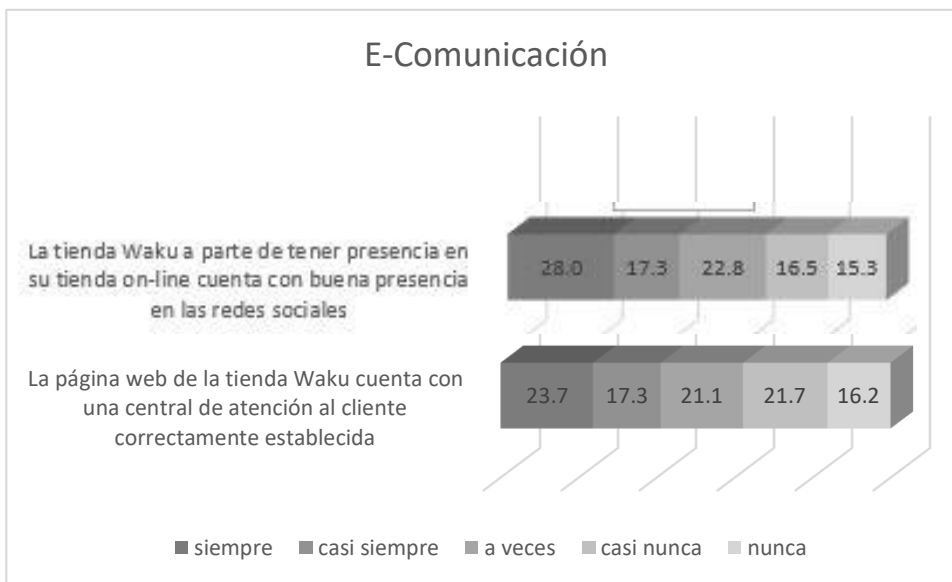 E-Comunicación
La tienda Waku a parte de tener presencia en
su tienda on-line cuenta con buena presencia
en las redes sociales
28.0 17.3 22.8 16.5 15.3
La página web de la tienda Waku cuenta con
una central de atención al cliente
correctamente establecida
23.7 17.3 21.1 21.7 16.2
siempre casi siempre a veces casi nunca nunca